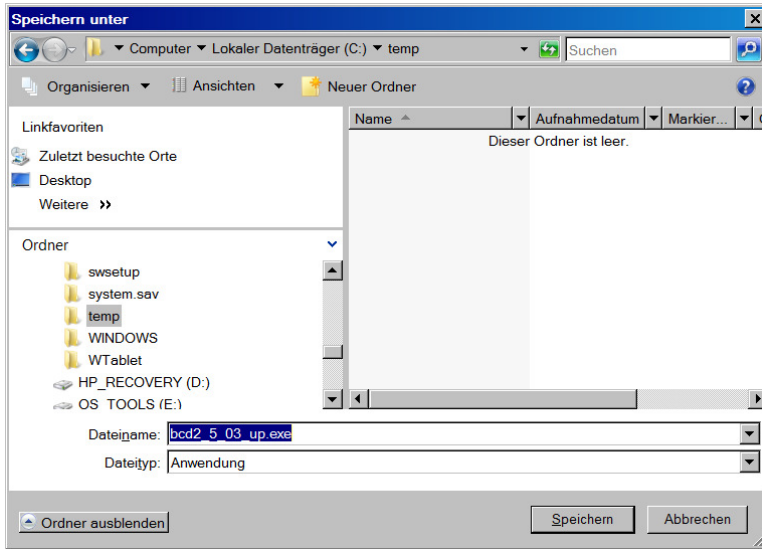 Speichern unter
Computer Lokaler Datenträger (C:) temp
Suchen
Organisieren Ansichten Neuer Ordner
Linkfavoriten
Zuletzt besuchte Orte
Desktop
Weitere >>
Name Aufnahmedatum Markier...
Dieser Ordner ist leer.
Ordner
swsetup
system.sav
temp
WINDOWS
WTablet
HP_RECOVERY (D:)
OS_TOOLS (E:)
Dateiname: bcd2_5_03_up.exe
Dateityp: Anwendung
Ordner ausblenden
Speichern Abbrechen